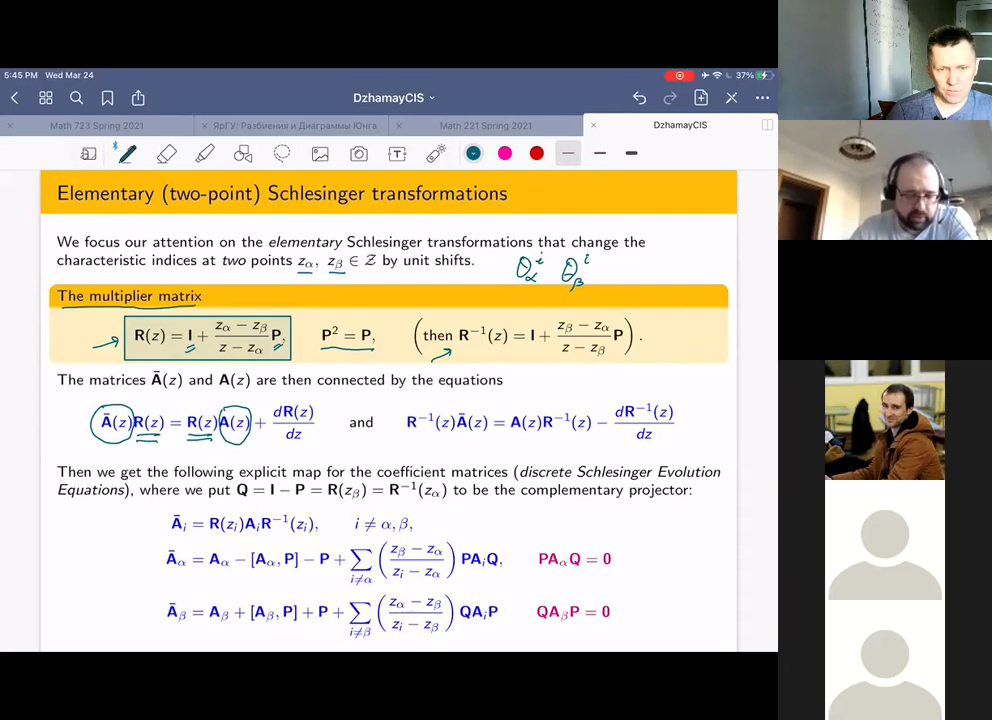 5:45 PM Wed Mar 24
37%
DzhamayCIS
Math 723 Spring 2021
ЯрГУ: Разбиения и Диаграммы Юнга
Math 221 Spring 2021
DzhamayCIS
Elementary (two-point) Schlesinger transformations
We focus our attention on the elementary Schlesinger transformations that change the
characteristic indices at two points z_α, z_β ∈ Z by unit shifts.
θ_α^i θ_β^i
The multiplier matrix
R(z) = I + (z_α − z_β)/(z − z_α) P, P² = P, (then R⁻¹(z) = I + (z_β − z_α)/(z − z_β) P).
The matrices Ā(z) and A(z) are then connected by the equations
Ā(z)R(z) = R(z)A(z) + dR(z)/dz and R⁻¹(z)Ā(z) = A(z)R⁻¹(z) − dR⁻¹(z)/dz
Then we get the following explicit map for the coefficient matrices (discrete Schlesinger Evolution
Equations), where we put Q = I − P = R(z_β) = R⁻¹(z_α) to be the complementary projector:
Ā_i = R(z_i)A_iR⁻¹(z_i), i ≠ α, β,
Ā_α = A_α − [A_α, P] − P + ∑_{i≠α} ((z_β − z_α)/(z_i − z_α)) PA_iQ, PA_αQ = 0
Ā_β = A_β + [A_β, P] + P + ∑_{i≠β} ((z_α − z_β)/(z_i − z_β)) QA_iP QA_βP = 0